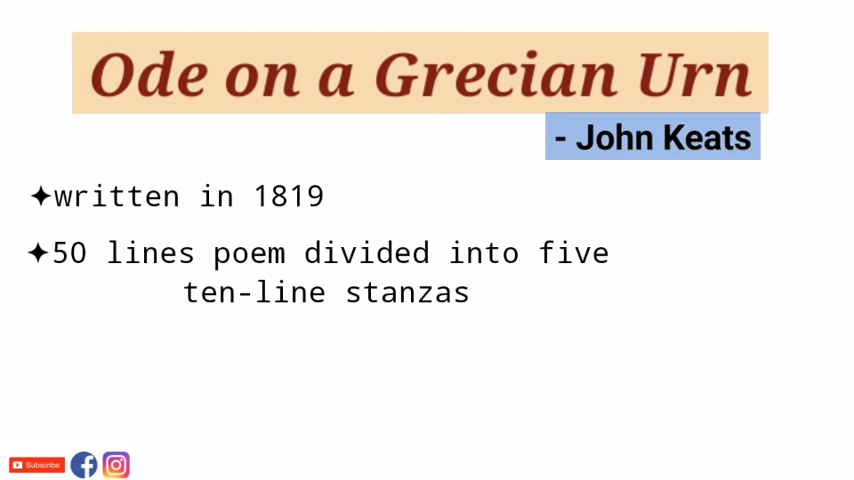 Ode on a Grecian Urn
- John Keats
✦written in 1819
✦50 lines poem divided into five
ten-line stanzas
Subscribe